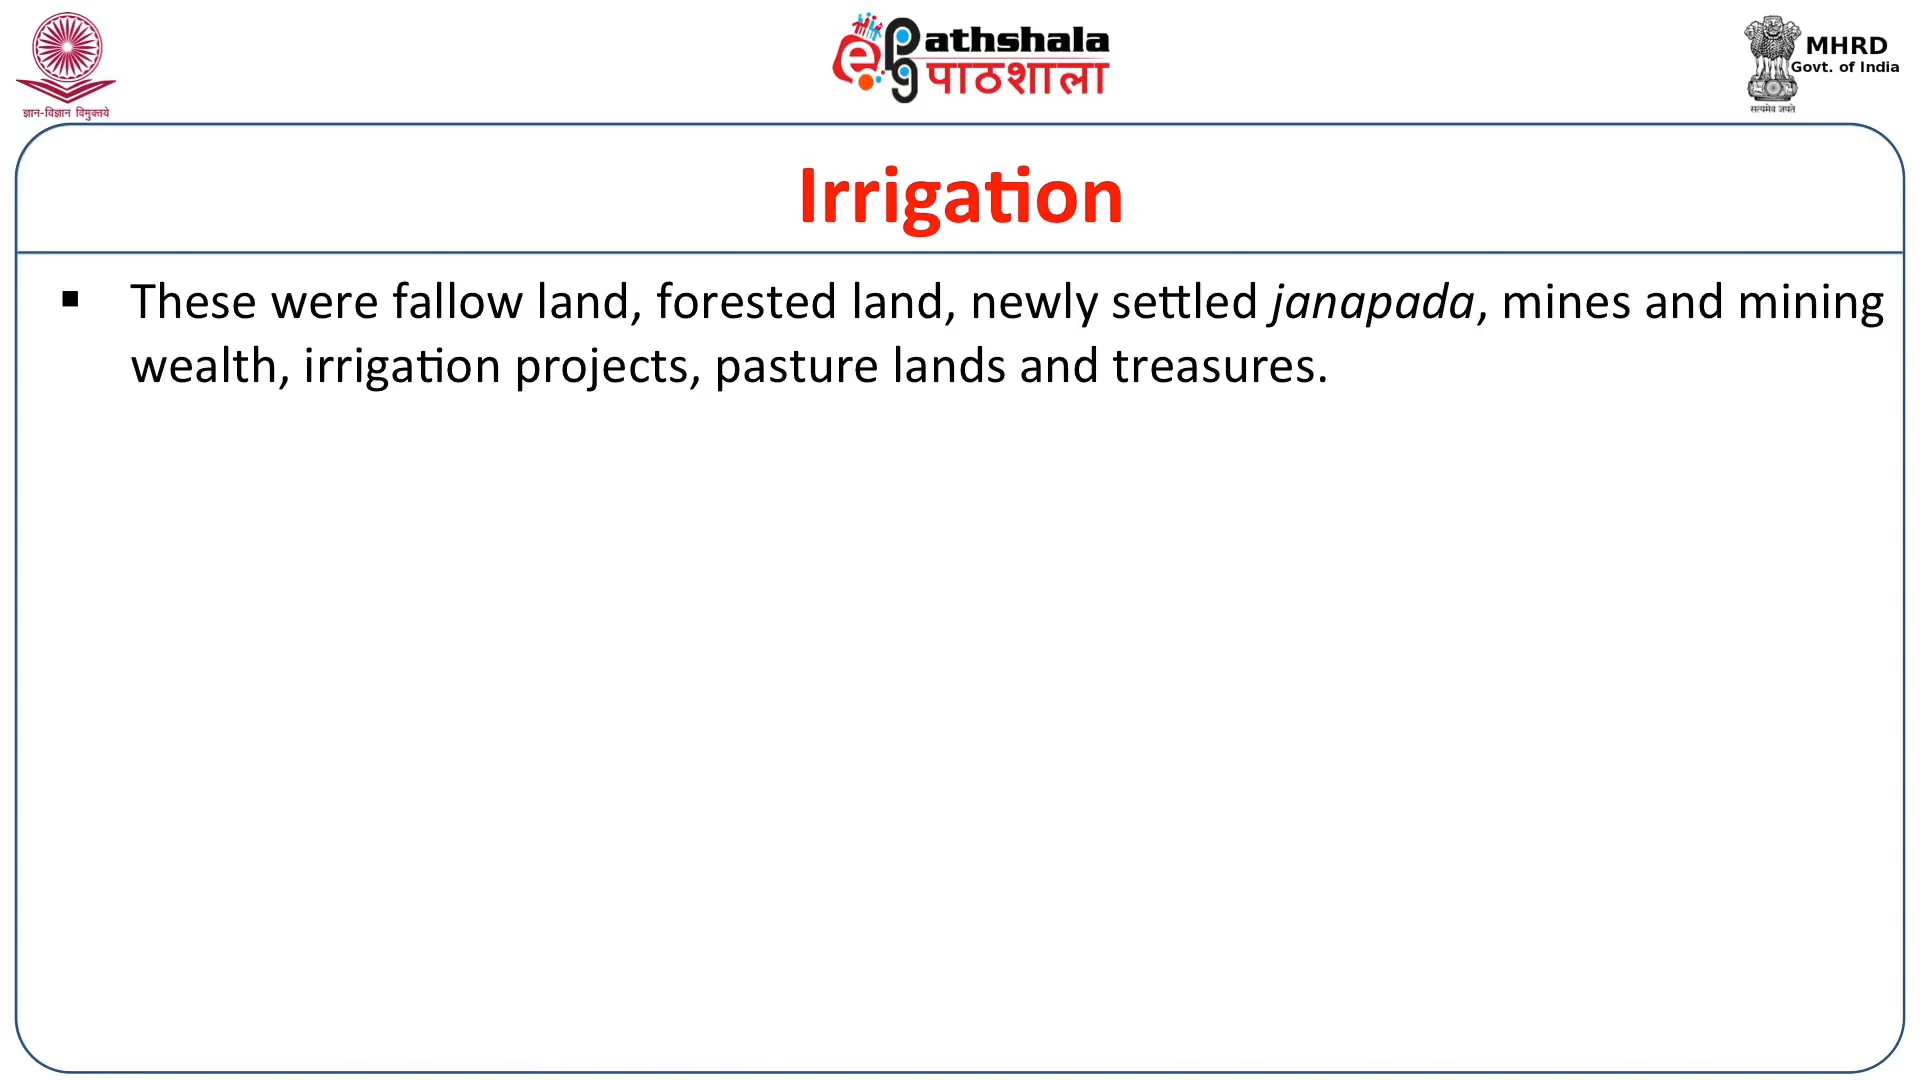 ज्ञान-विज्ञान विमुक्तये
e
pg
athshala
पाठशाला
MHRD
Govt. of India
सत्यमेव जयते
Irrigation
▪ These were fallow land, forested land, newly settled janapada, mines and mining
wealth, irrigation projects, pasture lands and treasures.